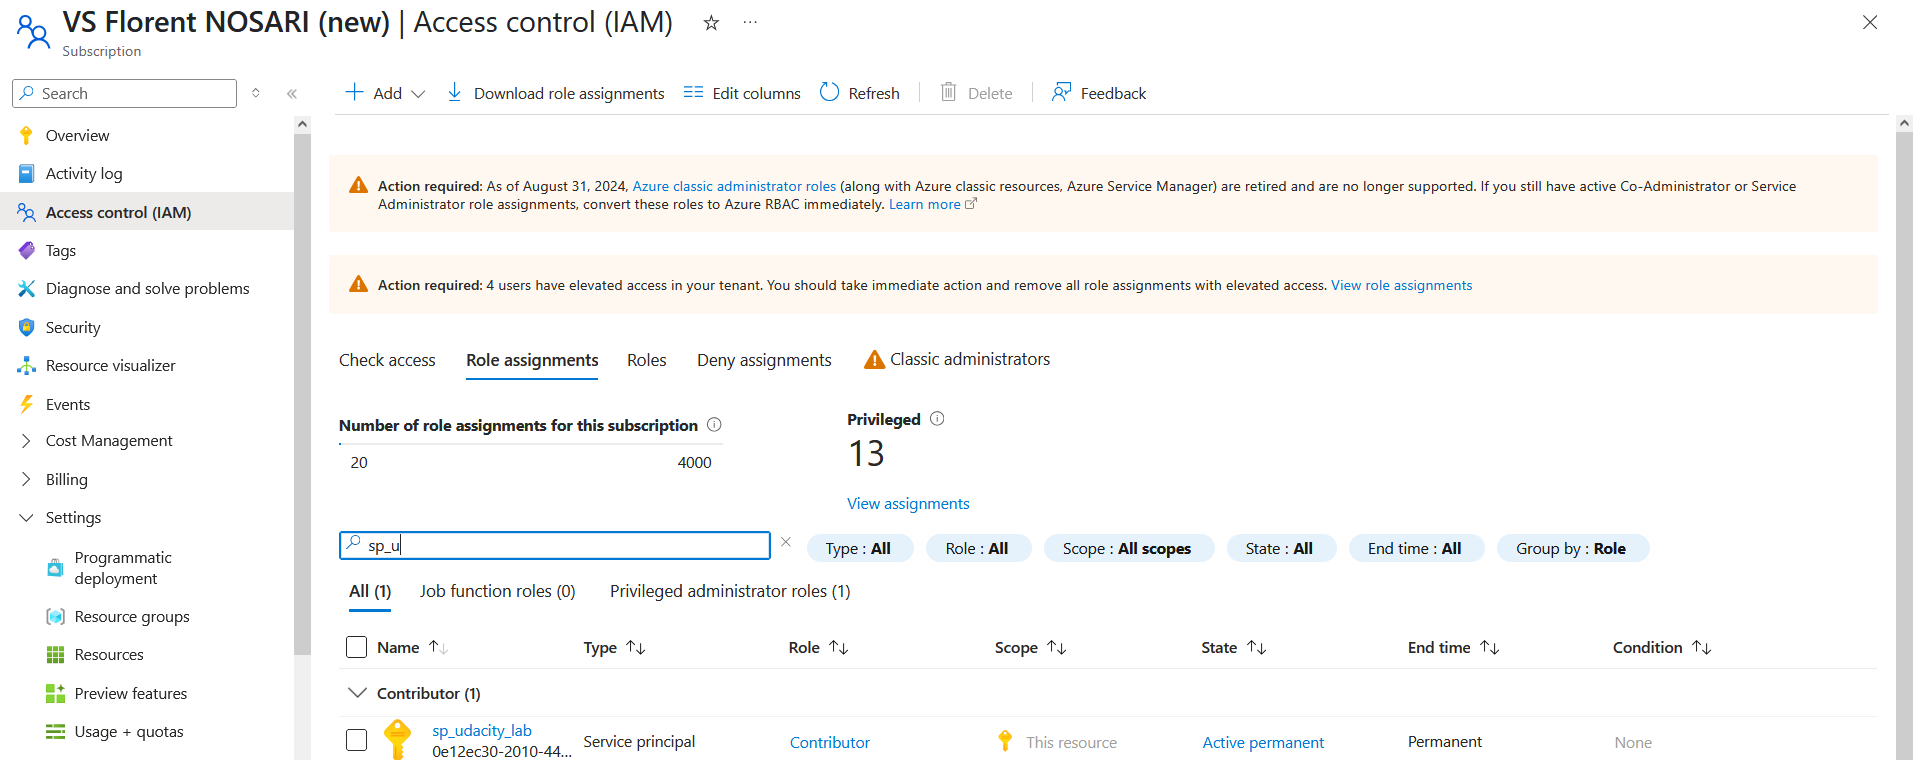 VS Florent NOSARI (new) | Access control (IAM)
Subscription
Search
Add
Download role assignments
Edit columns
Refresh
Delete
Feedback
Overview
Activity log
Access control (IAM)
Tags
Diagnose and solve problems
Security
Resource visualizer
Events
Cost Management
Billing
Settings
Programmatic
deployment
Resource groups
Resources
Preview features
Usage + quotas
Action required: As of August 31, 2024, Azure classic administrator roles (along with Azure classic resources, Azure Service Manager) are retired and are no longer supported. If you still have active Co-Administrator or Service
Administrator role assignments, convert these roles to Azure RBAC immediately. Learn more
Action required: 4 users have elevated access in your tenant. You should take immediate action and remove all role assignments with elevated access. View role assignments
Check access
Role assignments
Roles
Deny assignments
Classic administrators
Number of role assignments for this subscription
20
4000
Privileged
13
View assignments
sp_u
Type : All
Role : All
Scope : All scopes
State : All
End time : All
Group by : Role
All (1)
Job function roles (0)
Privileged administrator roles (1)
Name
Type
Role
Scope
State
End time
Condition
Contributor (1)
sp_udacity_lab
0e12ec30-2010-44...
Service principal
Contributor
This resource
Active permanent
Permanent
None